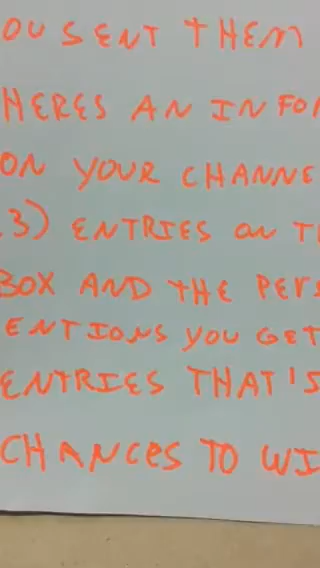 OU SENT THEM
HERES AN INFO
ON YOUR CHANNE
3) ENTRIES ON T
BOX AND THE PERS
ENTIONS YOU GET
ENTRIES THAT'S
CHANCES TO WI